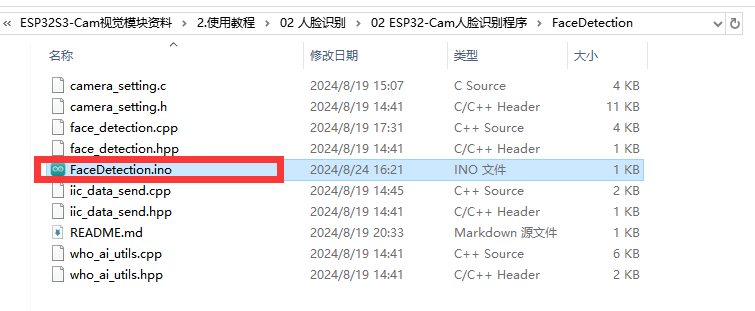 « ESP32S3-Cam视觉模块资料 > 2.使用教程 > 02 人脸识别 > 02 ESP32-Cam人脸识别程序 > FaceDetection
名称 修改日期 类型 大小
camera_setting.c 2024/8/19 15:07 C Source 4 KB
camera_setting.h 2024/8/19 14:41 C/C++ Header 11 KB
face_detection.cpp 2024/8/19 17:31 C++ Source 4 KB
face_detection.hpp 2024/8/19 14:41 C/C++ Header 1 KB
FaceDetection.ino 2024/8/24 16:21 INO 文件 1 KB
iic_data_send.cpp 2024/8/19 14:45 C++ Source 2 KB
iic_data_send.hpp 2024/8/19 14:41 C/C++ Header 1 KB
README.md 2024/8/19 20:33 Markdown 源文件 1 KB
who_ai_utils.cpp 2024/8/19 14:41 C++ Source 6 KB
who_ai_utils.hpp 2024/8/19 14:41 C/C++ Header 2 KB